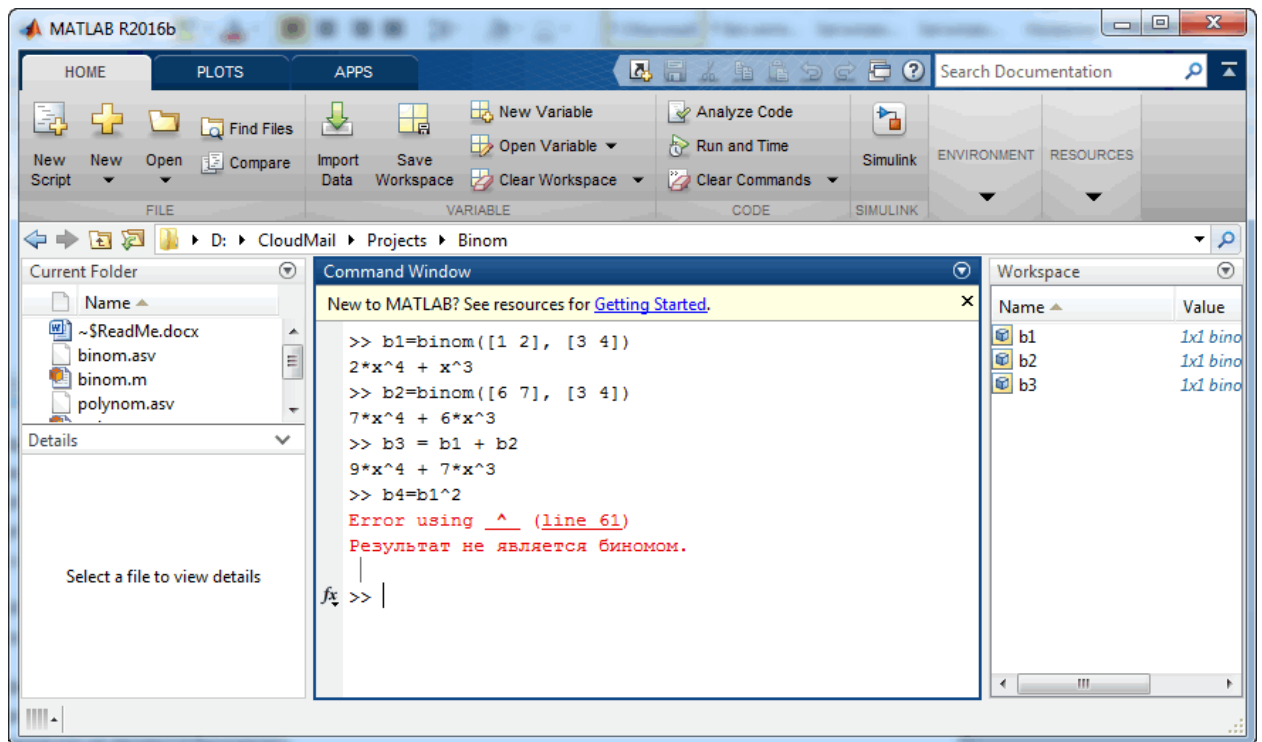 MATLAB R2016b
HOME PLOTS APPS
Search Documentation
New Script
New
Open
Find Files
Compare
FILE
Import Data
Save Workspace
New Variable
Open Variable
Clear Workspace
VARIABLE
Analyze Code
Run and Time
Clear Commands
CODE
Simulink
SIMULINK
ENVIRONMENT
RESOURCES
D: CloudMail Projects Binom
Current Folder
Name
~$ReadMe.docx
binom.asv
binom.m
polynom.asv
Details
Select a file to view details
Command Window
New to MATLAB? See resources for Getting Started.
>> b1=binom([1 2], [3 4])
2*x^4 + x^3
>> b2=binom([6 7], [3 4])
7*x^4 + 6*x^3
>> b3 = b1 + b2
9*x^4 + 7*x^3
>> b4=b1^2
Error using  ^  (line 61)
Результат не является биномом.
fx >>
Workspace
Name Value
b1 1x1 bino
b2 1x1 bino
b3 1x1 bino